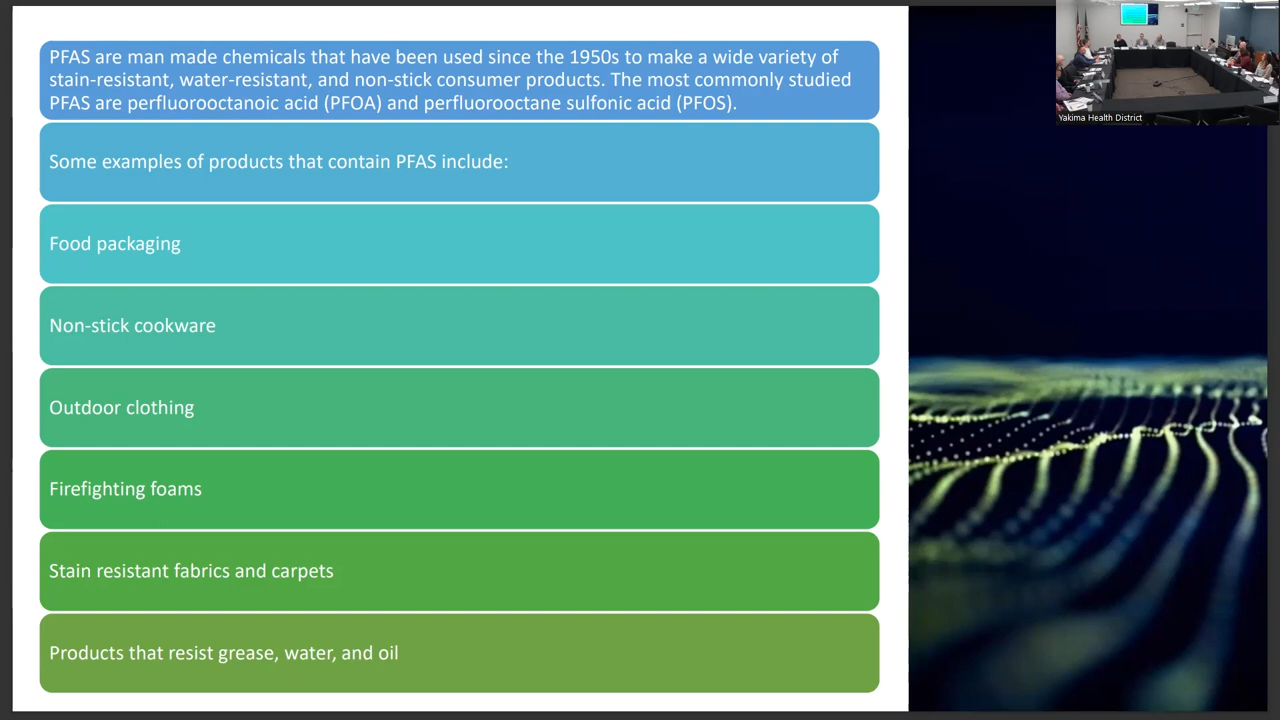 PFAS are man made chemicals that have been used since the 1950s to make a wide variety of
stain-resistant, water-resistant, and non-stick consumer products. The most commonly studied
PFAS are perfluorooctanoic acid (PFOA) and perfluorooctane sulfonic acid (PFOS).
Some examples of products that contain PFAS include:
Food packaging
Non-stick cookware
Outdoor clothing
Firefighting foams
Stain resistant fabrics and carpets
Products that resist grease, water, and oil
Yakima Health District